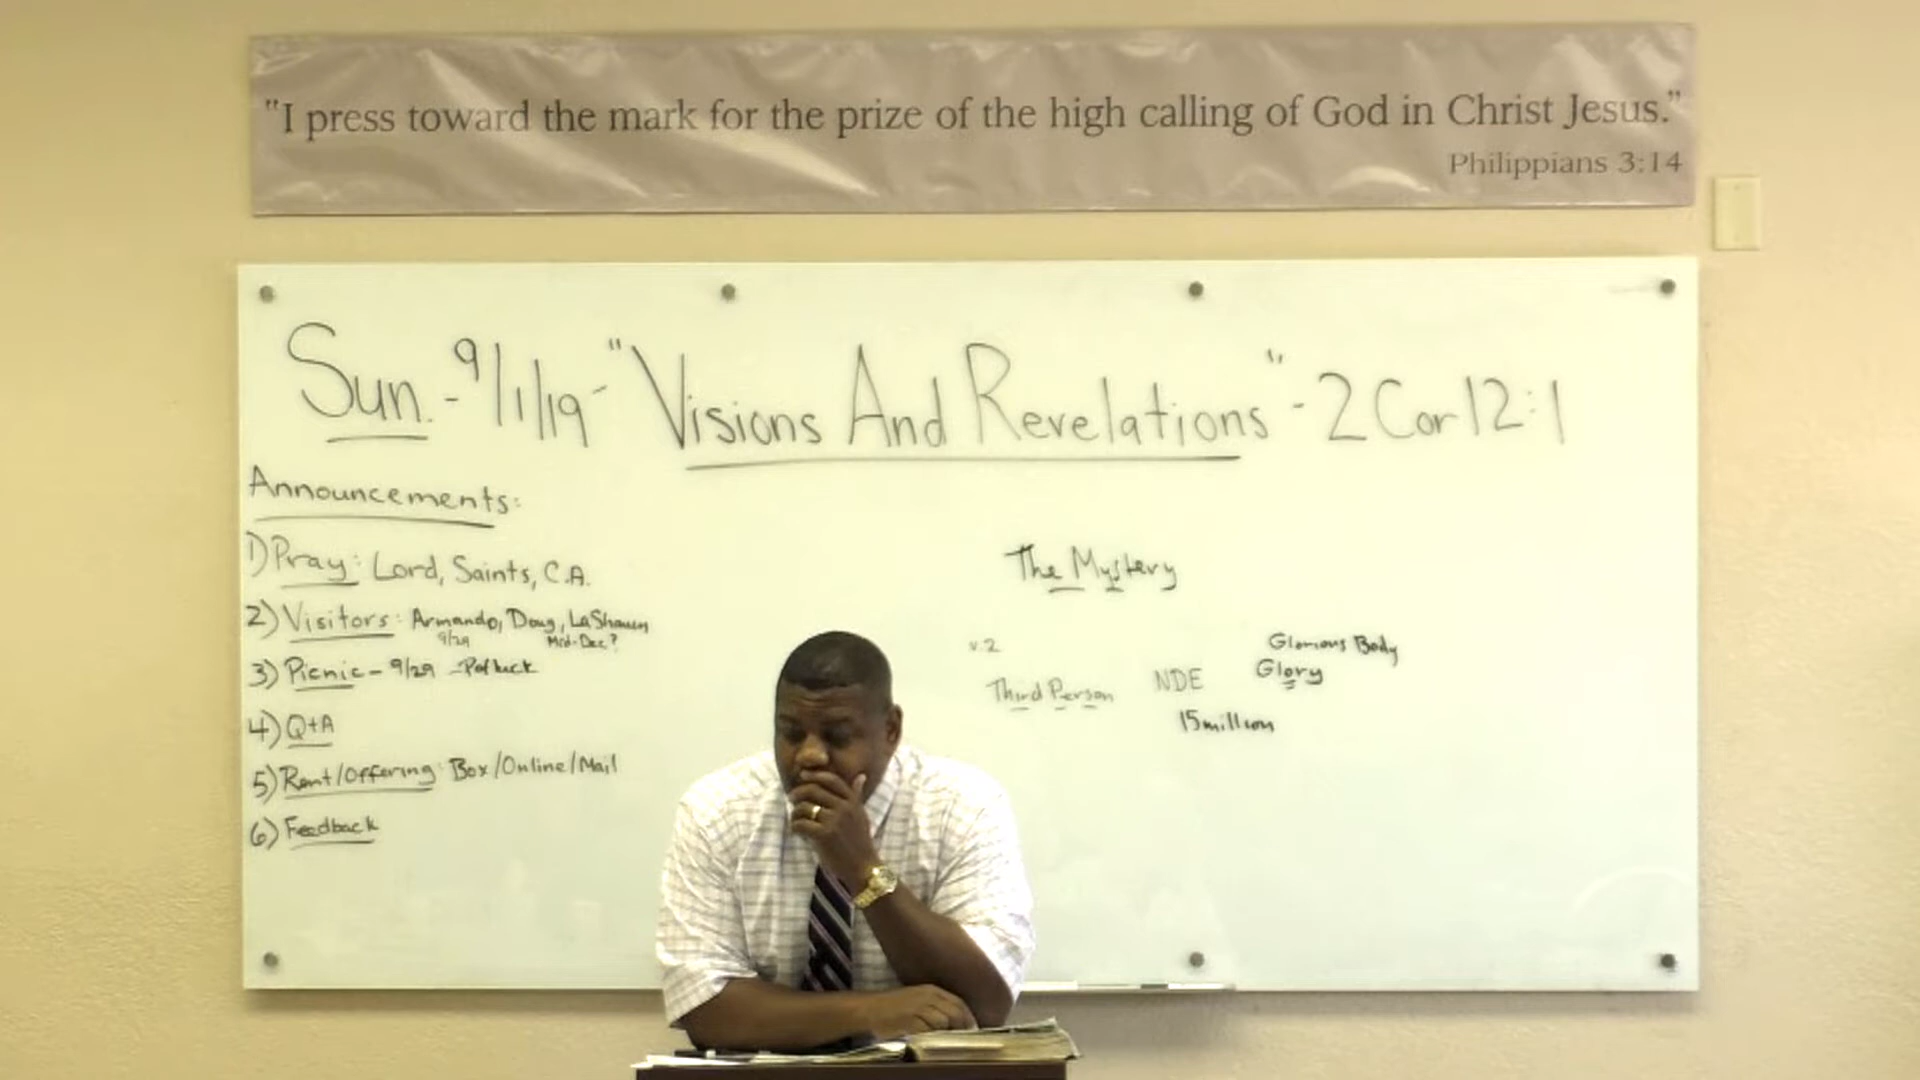 "I press toward the mark for the prize of the high calling of God in Christ Jesus."
Philippians 3:14
Sun. - 9/1/19 - "Visions And Revelations" - 2 Cor 12:1
Announcements:
1) Pray: Lord, Saints, C.A.
2) Visitors: Armando, Doug, LaShawn
9/29 Mid-Dec?
3) Picnic - 9/29 - Potluck
4) Q+A
5) Rent/Offering: Box/Online/Mail
6) Feedback
The Mystery
v.2
Third Person
NDE
15 million
Glorious Body
Glory